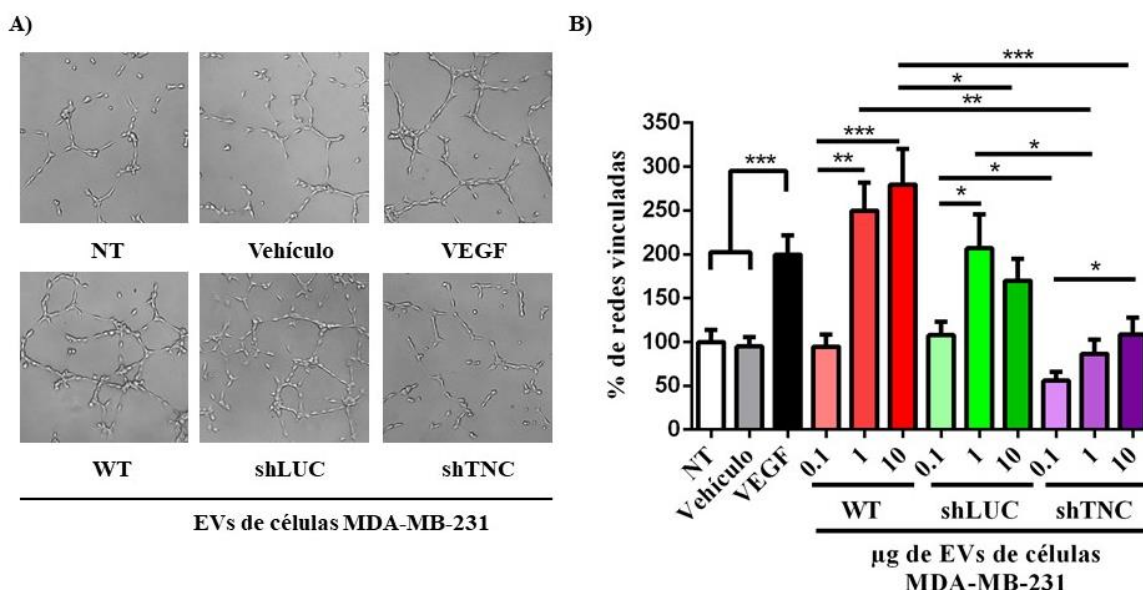 A)
NT
Vehículo
VEGF
WT
shLUC
shTNC
EVs de células MDA-MB-231
B)
***
*
**
***
**
***
*
*
*
*
% de redes vinculadas
350
300
250
200
150
100
50
0
NT
Vehículo
VEGF
0.1
1
10
0.1
1
10
0.1
1
10
WT
shLUC
shTNC
µg de EVs de células
MDA-MB-231